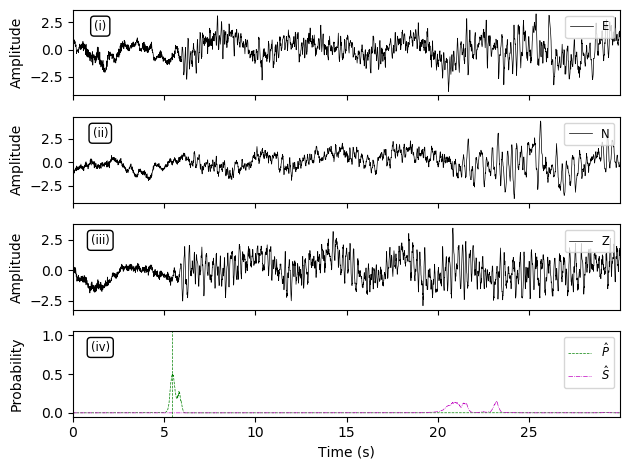 Amplitude
2.5
0.0
−2.5
(i)
E
Amplitude
2.5
0.0
−2.5
(ii)
N
Amplitude
2.5
0.0
−2.5
(iii)
Z
Probability
1.0
0.5
0.0
(iv)
P̂
Ŝ
0 5 10 15 20 25
Time (s)